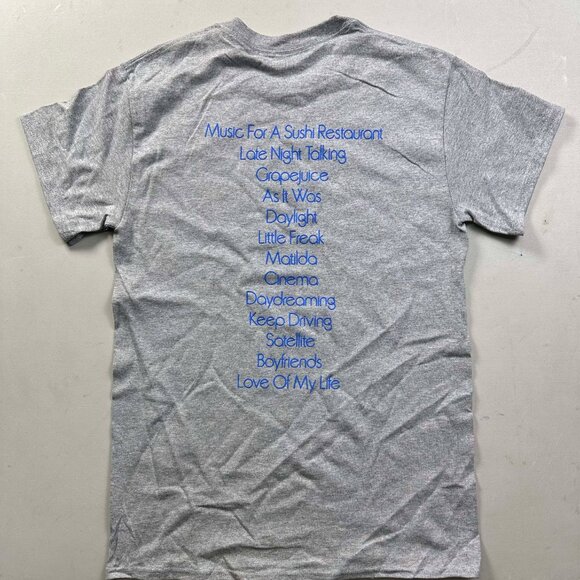 Music For A Sushi Restaurant
Late Night Talking
Grapejuice
As It Was
Daylight
Little Freak
Matilda
Cinema
Daydreaming
Keep Driving
Satellite
Boyfriends
Love Of My Life